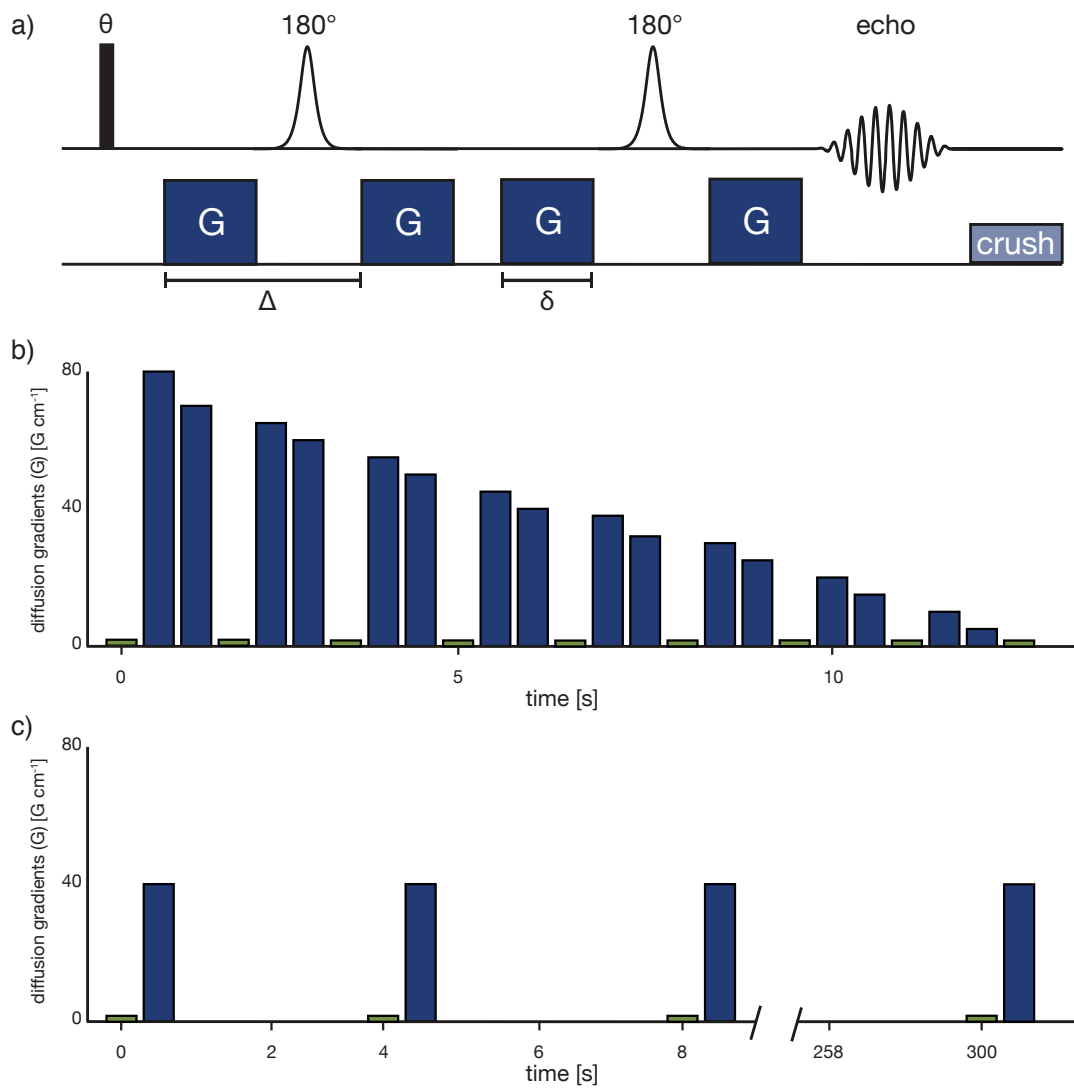 a)
θ 180° 180° echo
G G G G crush
Δ δ
b)
diffusion gradients (G) [G cm⁻¹]
80
40
0
0 5 10
time [s]
c)
diffusion gradients (G) [G cm⁻¹]
80
40
0
0 2 4 6 8 258 300
time [s]